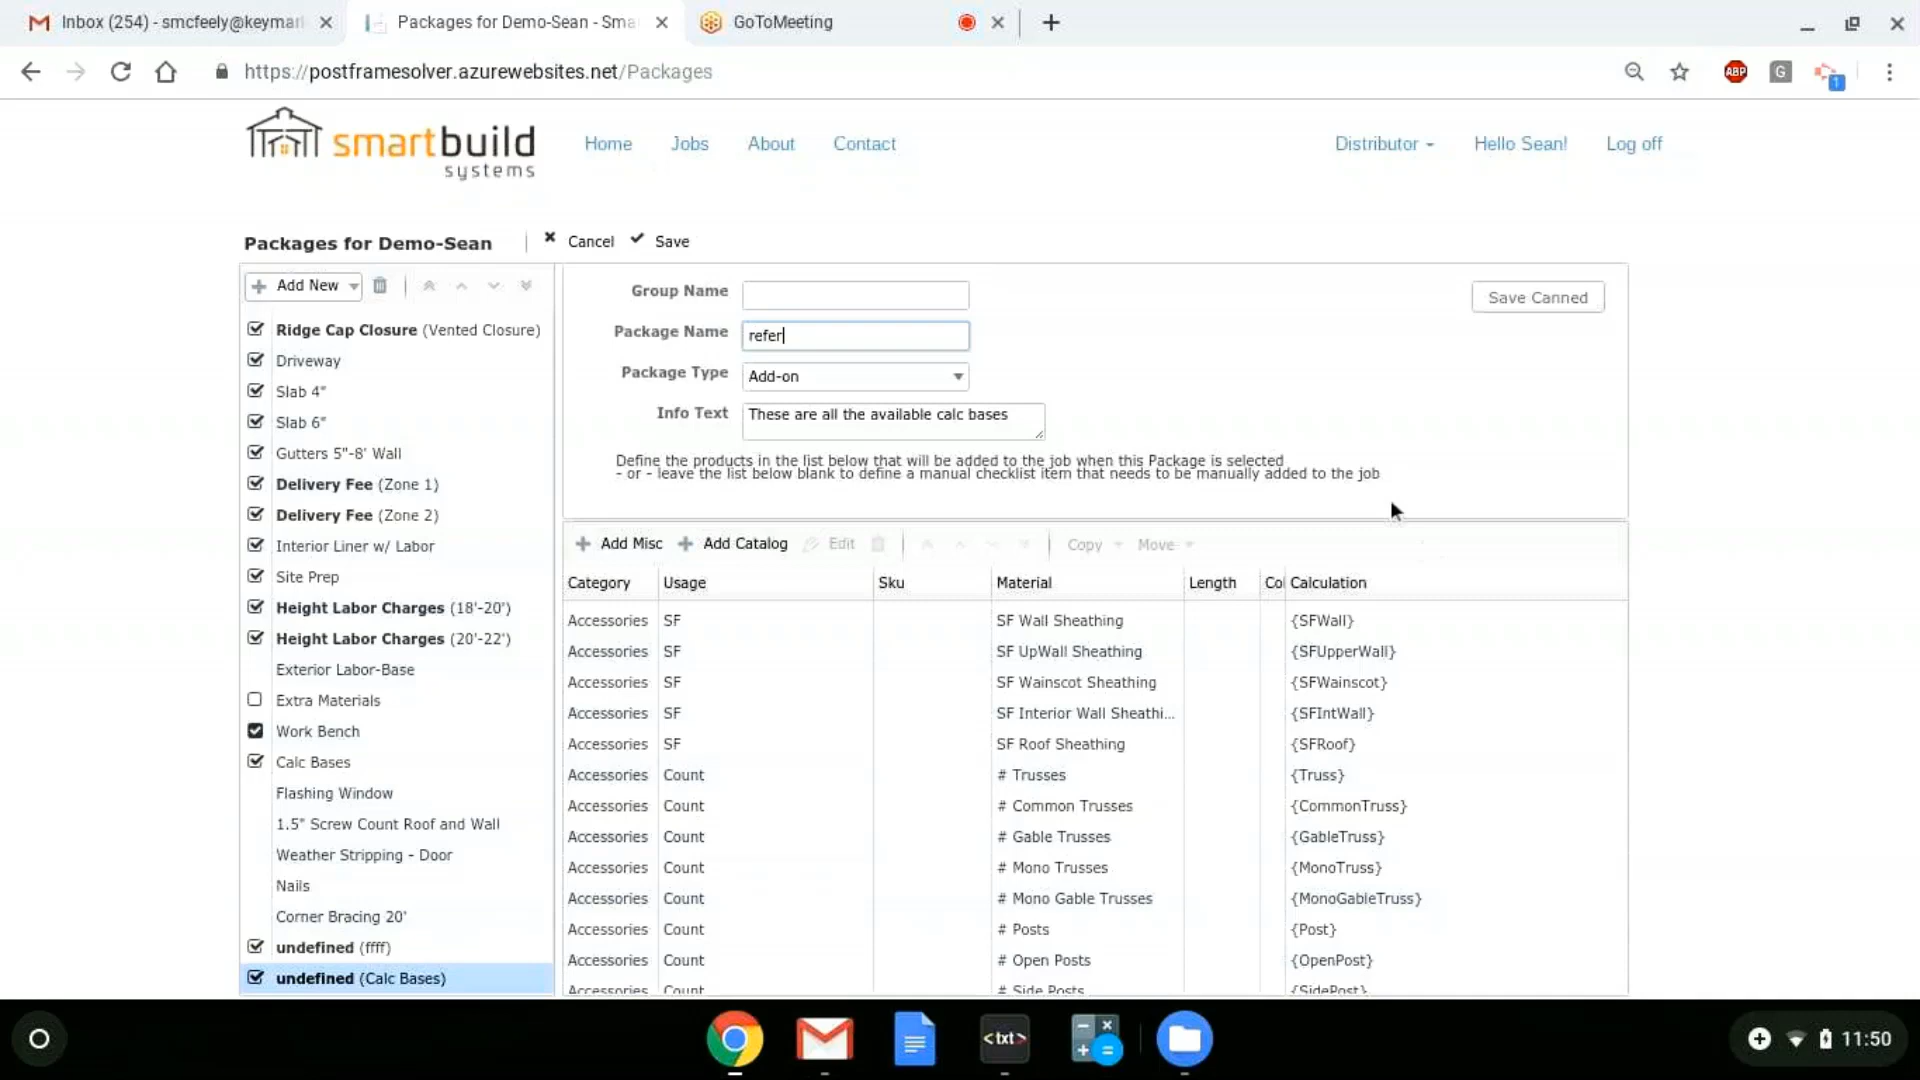 Inbox (254) - smcfeely@keymar
Packages for Demo-Sean - Sma
GoToMeeting
https://postframesolver.azurewebsites.net/Packages
ABP
G
1
smartbuild
systems
Home
Jobs
About
Contact
Distributor
Hello Sean!
Log off
Packages for Demo-Sean
Cancel
Save
Add New
Ridge Cap Closure (Vented Closure)
Driveway
Slab 4"
Slab 6"
Gutters 5"-8' Wall
Delivery Fee (Zone 1)
Delivery Fee (Zone 2)
Interior Liner w/ Labor
Site Prep
Height Labor Charges (18'-20')
Height Labor Charges (20'-22')
Exterior Labor-Base
Extra Materials
Work Bench
Calc Bases
Flashing Window
1.5" Screw Count Roof and Wall
Weather Stripping - Door
Nails
Corner Bracing 20'
undefined (ffff)
undefined (Calc Bases)
Group Name
Save Canned
Package Name refer
Package Type Add-on
Info Text These are all the available calc bases
Define the products in the list below that will be added to the job when this Package is selected
- or - leave the list below blank to define a manual checklist item that needs to be manually added to the job
Add Misc
Add Catalog
Edit
Copy
Move
Category Usage Sku Material Length Col Calculation
Accessories SF SF Wall Sheathing {SFWall}
Accessories SF SF UpWall Sheathing {SFUpperWall}
Accessories SF SF Wainscot Sheathing {SFWainscot}
Accessories SF SF Interior Wall Sheathi... {SFIntWall}
Accessories SF SF Roof Sheathing {SFRoof}
Accessories Count # Trusses {Truss}
Accessories Count # Common Trusses {CommonTruss}
Accessories Count # Gable Trusses {GableTruss}
Accessories Count # Mono Trusses {MonoTruss}
Accessories Count # Mono Gable Trusses {MonoGableTruss}
Accessories Count # Posts {Post}
Accessories Count # Open Posts {OpenPost}
Accessories Count # Side Posts {SidePost}
<txt>
11:50